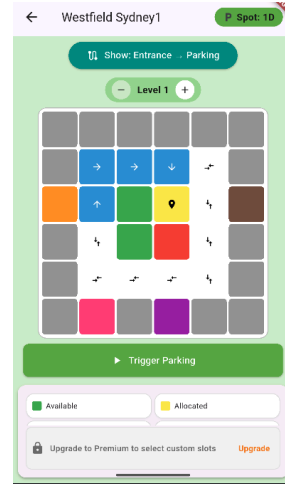 Westfield Sydney1
P Spot: 1D
Show: Entrance → Parking
Level 1
Trigger Parking
Available
Allocated
Upgrade to Premium to select custom slots
Upgrade